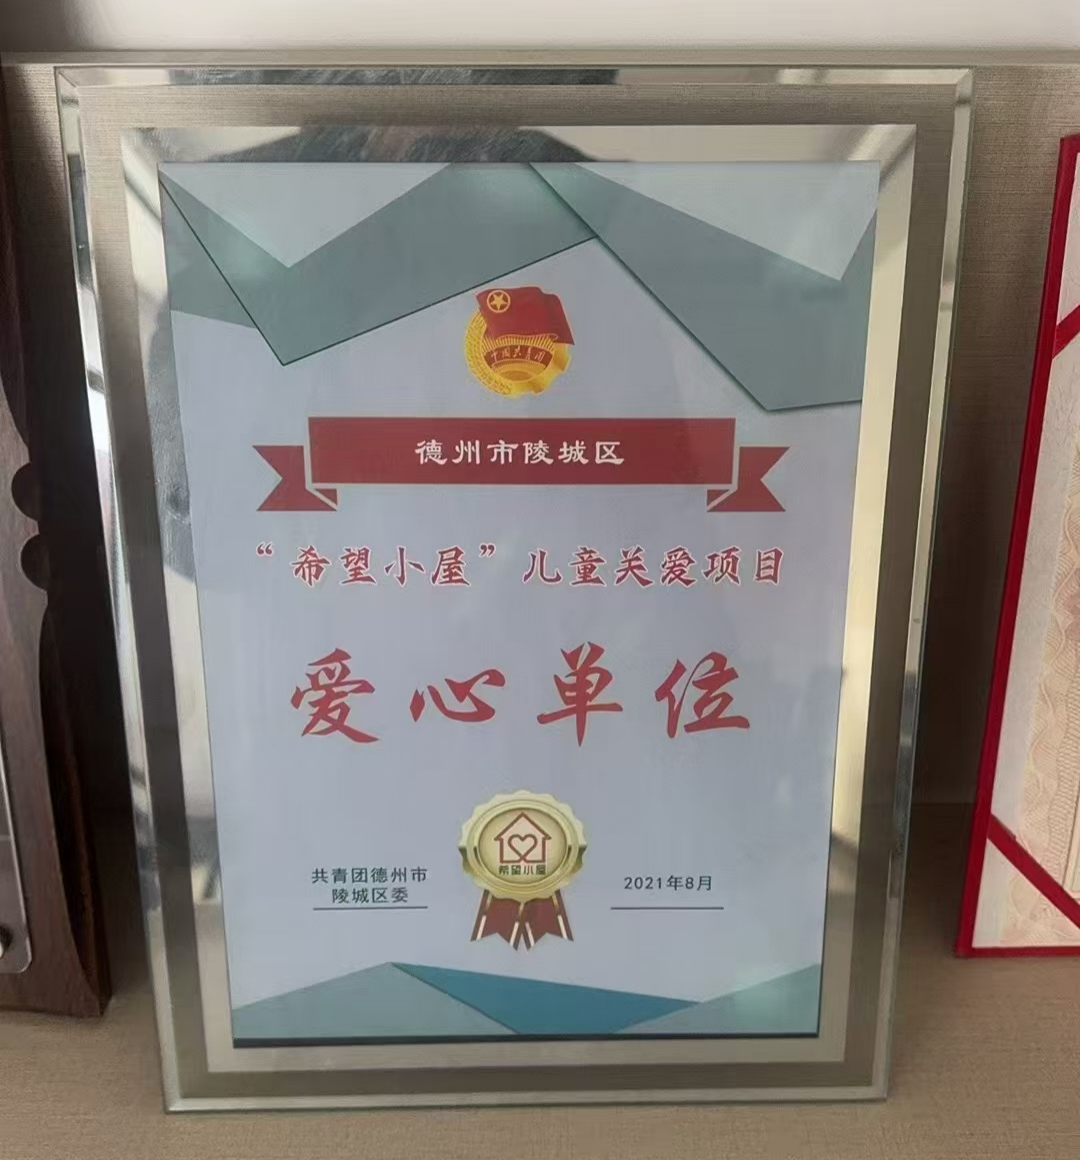 中国共青团
德州市陵城区
“希望小屋”儿童关爱项目
爱心单位
希望小屋
共青团德州市
陵城区委
2021年8月